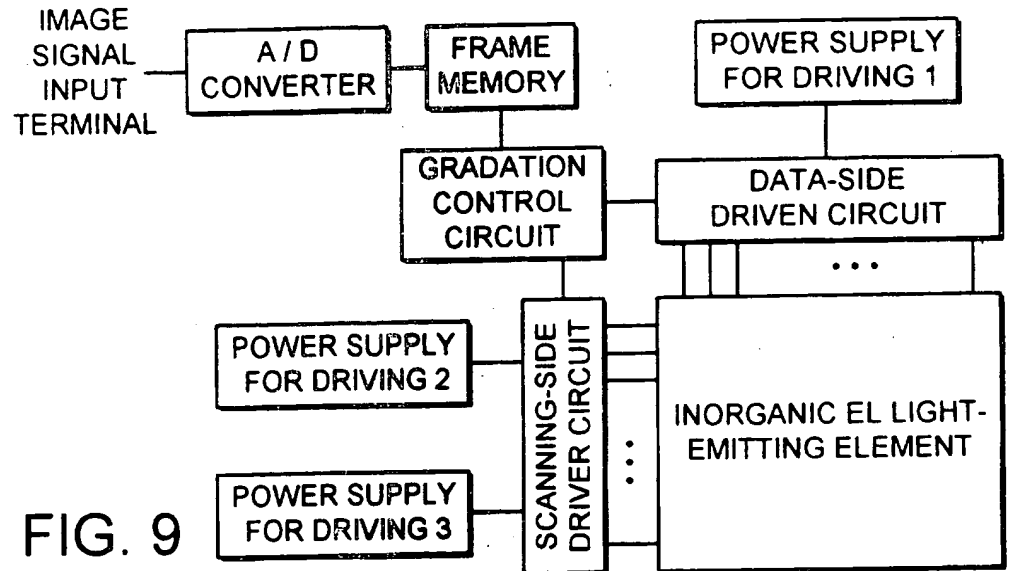 IMAGE
SIGNAL
INPUT
TERMINAL
A / D
CONVERTER
FRAME
MEMORY
POWER SUPPLY
FOR DRIVING 1
GRADATION
CONTROL
CIRCUIT
DATA-SIDE
DRIVEN CIRCUIT
• • •
POWER SUPPLY
FOR DRIVING 2
SCANNING-SIDE
DRIVER CIRCUIT
INORGANIC EL LIGHT-
EMITTING ELEMENT
POWER SUPPLY
FOR DRIVING 3
FIG. 9